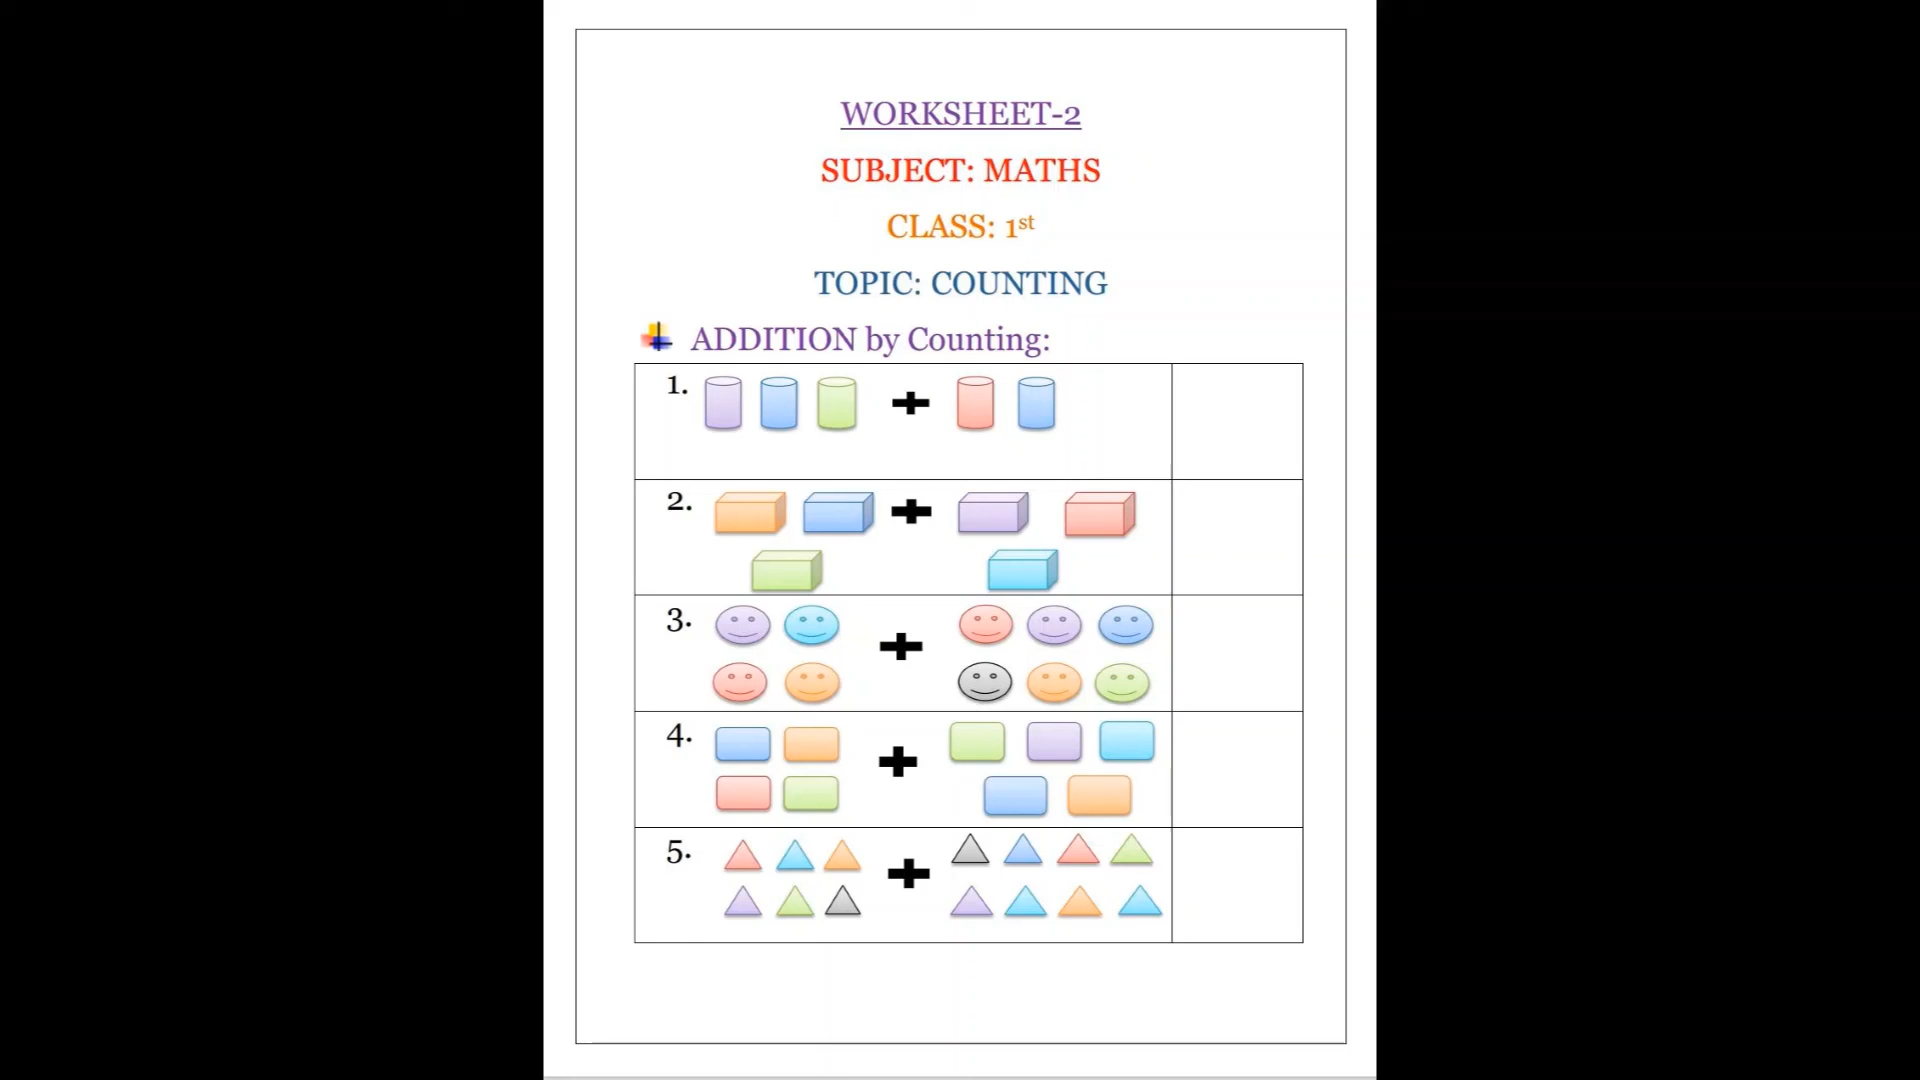 WORKSHEET-2
SUBJECT: MATHS
CLASS: 1st
TOPIC: COUNTING
ADDITION by Counting:
1.
2.
3.
4.
5.